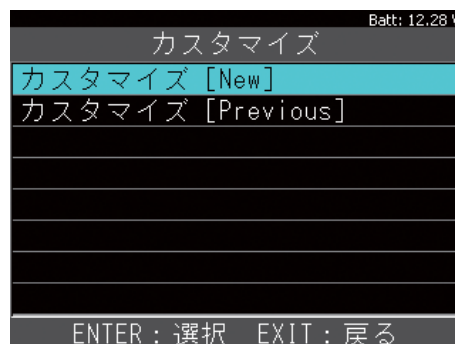 Batt: 12.28 V
カスタマイズ
カスタマイズ [New]
カスタマイズ [Previous]
ENTER：選択　EXIT：戻る